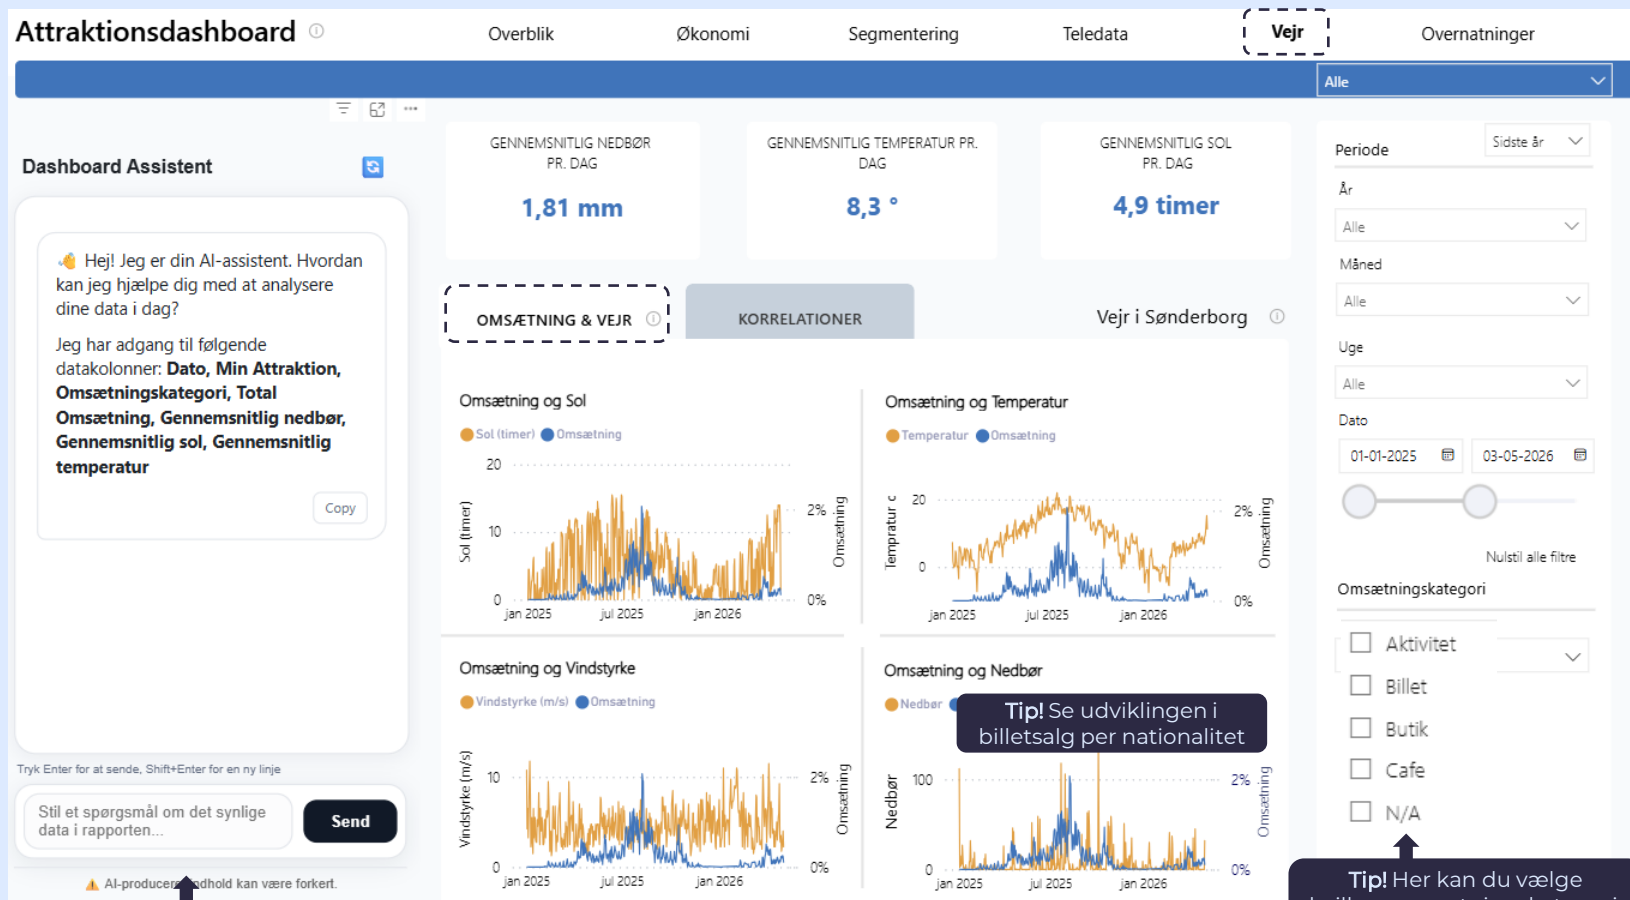 Attraktionsdashboard
Overblik
Økonomi
Segmentering
Teledata
Vejr
Overnatninger
Alle
Dashboard Assistent
Hej! Jeg er din AI-assistent. Hvordan
kan jeg hjælpe dig med at analysere
dine data i dag?
Jeg har adgang til følgende
datakolonner: Dato, Min Attraktion,
Omsætningskategori, Total
Omsætning, Gennemsnitlig nedbør,
Gennemsnitlig sol, Gennemsnitlig
temperatur
Copy
Tryk Enter for at sende, Shift+Enter for en ny linje
Stil et spørgsmål om det synlige
data i rapporten...
Send
GENNEMSNITLIG NEDBØR
PR. DAG
1,81 mm
GENNEMSNITLIG TEMPERATUR PR.
DAG
8,3 °
GENNEMSNITLIG SOL
PR. DAG
4,9 timer
OMSÆTNING & VEJR
KORRELATIONER
Vejr i Sønderborg
Omsætning og Sol
Sol (timer) Omsætning
20
10
0
Sol (timer)
2%
0%
Omsætning
jan 2025 jul 2025 jan 2026
Omsætning og Temperatur
Temperatur Omsætning
20
0
Tempratur c
2%
0%
Omsætning
jan 2025 jul 2025 jan 2026
Omsætning og Vindstyrke
Vindstyrke (m/s) Omsætning
10
0
Vindstyrke (m/s)
2%
0%
Omsætning
jan 2025 jul 2025 jan 2026
Omsætning og Nedbør
Nedbør
Tip! Se udviklingen i
billetsalg per nationalitet
100
0
Nedbør
2%
0%
Omsætning
jan 2025 jul 2025 jan 2026
Periode
Sidste år
År
Alle
Måned
Alle
Uge
Alle
Dato
01-01-2025
03-05-2026
Nulstil alle filtre
Omsætningskategori
Aktivitet
Billet
Butik
Cafe
N/A
Tip! Her kan du vælge
AI-produceret indhold kan være forkert.